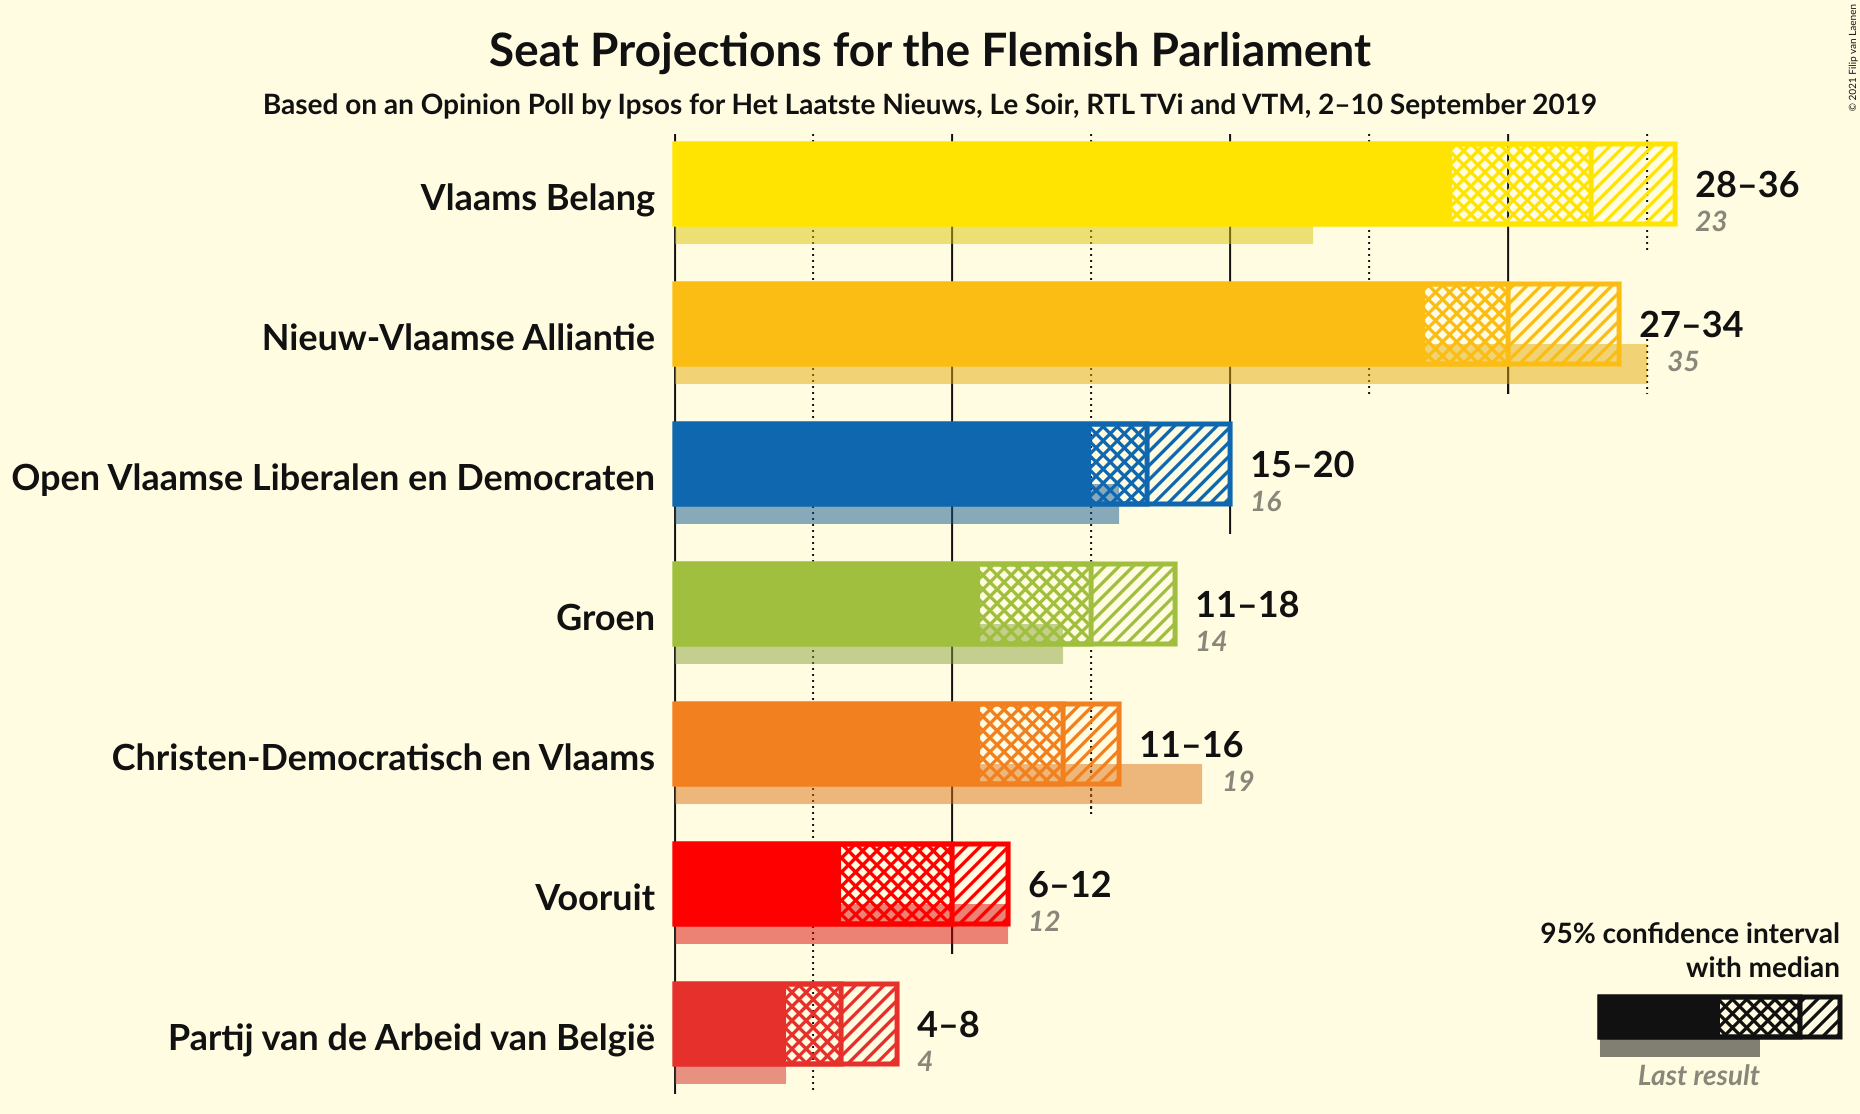 Seat Projections for the Flemish Parliament
Based on an Opinion Poll by Ipsos for Het Laatste Nieuws, Le Soir, RTL TVi and VTM, 2–10 September 2019
© 2021 Filip van Laenen
Vlaams Belang
28–36
23
Nieuw-Vlaamse Alliantie
27–34
35
Open Vlaamse Liberalen en Democraten
15–20
16
Groen
11–18
14
Christen-Democratisch en Vlaams
11–16
19
Vooruit
6–12
12
Partij van de Arbeid van België
4–8
4
95% confidence interval
with median
Last result